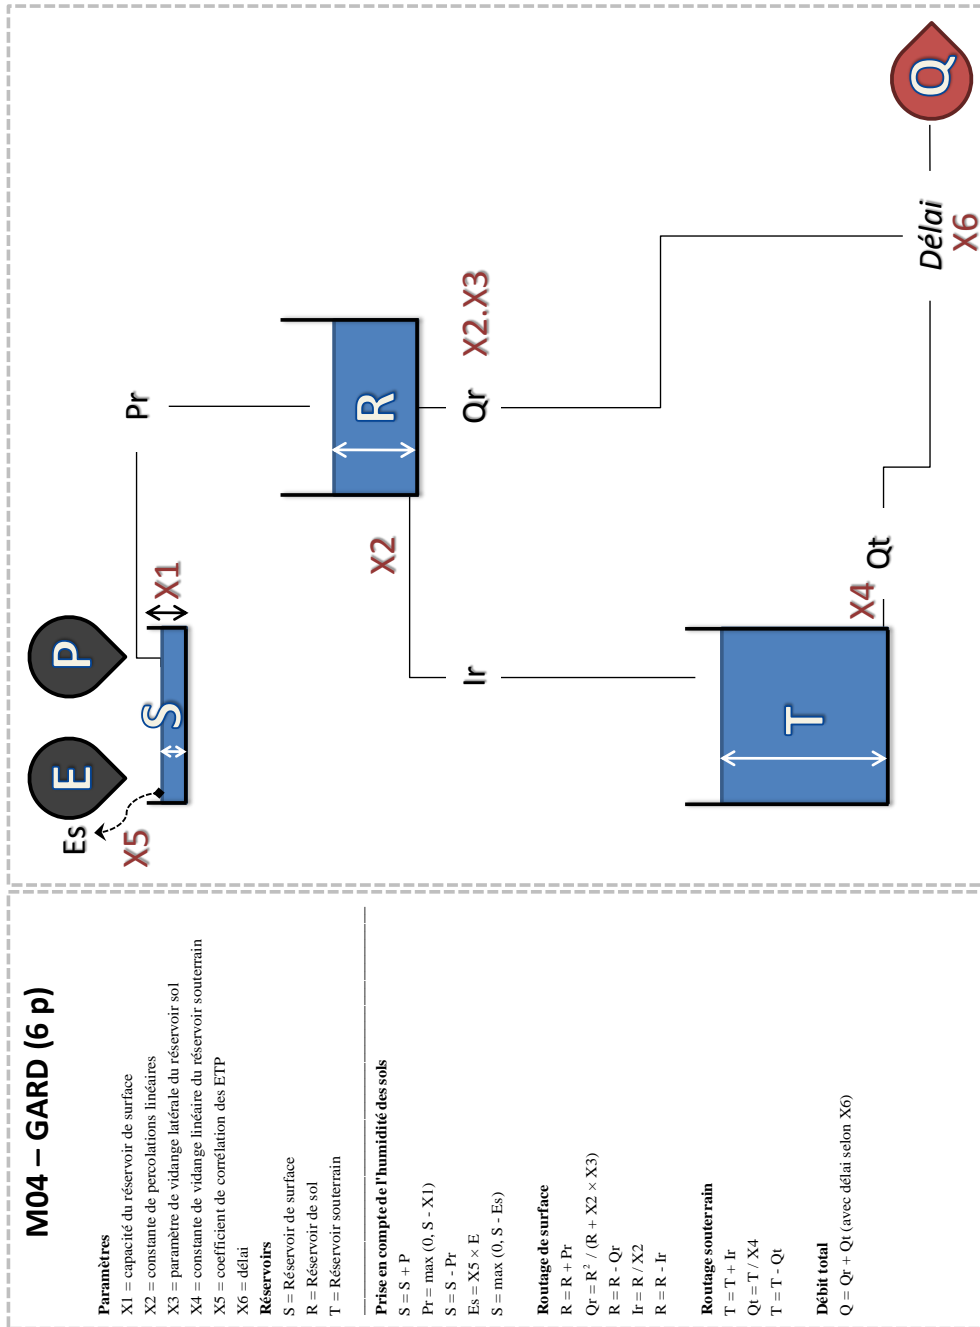 M04 – GARD (6 p)
Paramètres
X1 = capacité du réservoir de surface
X2 = constante de percolations linéaires
X3 = paramètre de vidange latérale du réservoir sol
X4 = constante de vidange linéaire du réservoir souterrain
X5 = coefficient de corrélation des ETP
X6 = délai
Réservoirs
S = Réservoir de surface
R = Réservoir de sol
T = Réservoir souterrain
Prise en compte de l'humidité des sols
S = S + P
Pr = max (0, S - X1)
S = S - Pr
Es = X5 × E
S = max (0, S - Es)
Routage de surface
R = R + Pr
Qr = R² / (R + X2 × X3)
R = R - Qr
Ir = R / X2
R = R - Ir
Routage souterrain
T = T + Ir
Qt = T / X4
T = T - Qt
Débit total
Q = Qr + Qt (avec délai selon X6)
Es
E
P
X5
S
X1
Pr
R
X2
Ir
Qr
X2.X3
T
X4
Qt
Délai
X6
Q